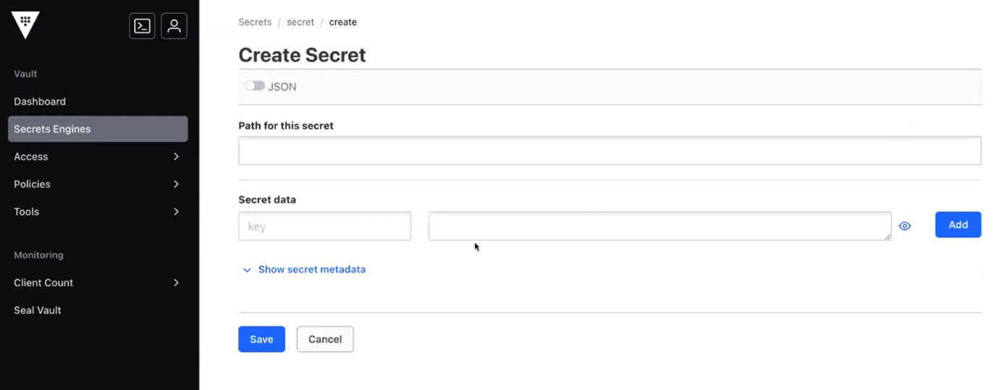 Secrets / secret / create
Create Secret
JSON
Path for this secret
Secret data
key
Add
Show secret metadata
Save Cancel
Vault
Dashboard
Secrets Engines
Access
Policies
Tools
Monitoring
Client Count
Seal Vault